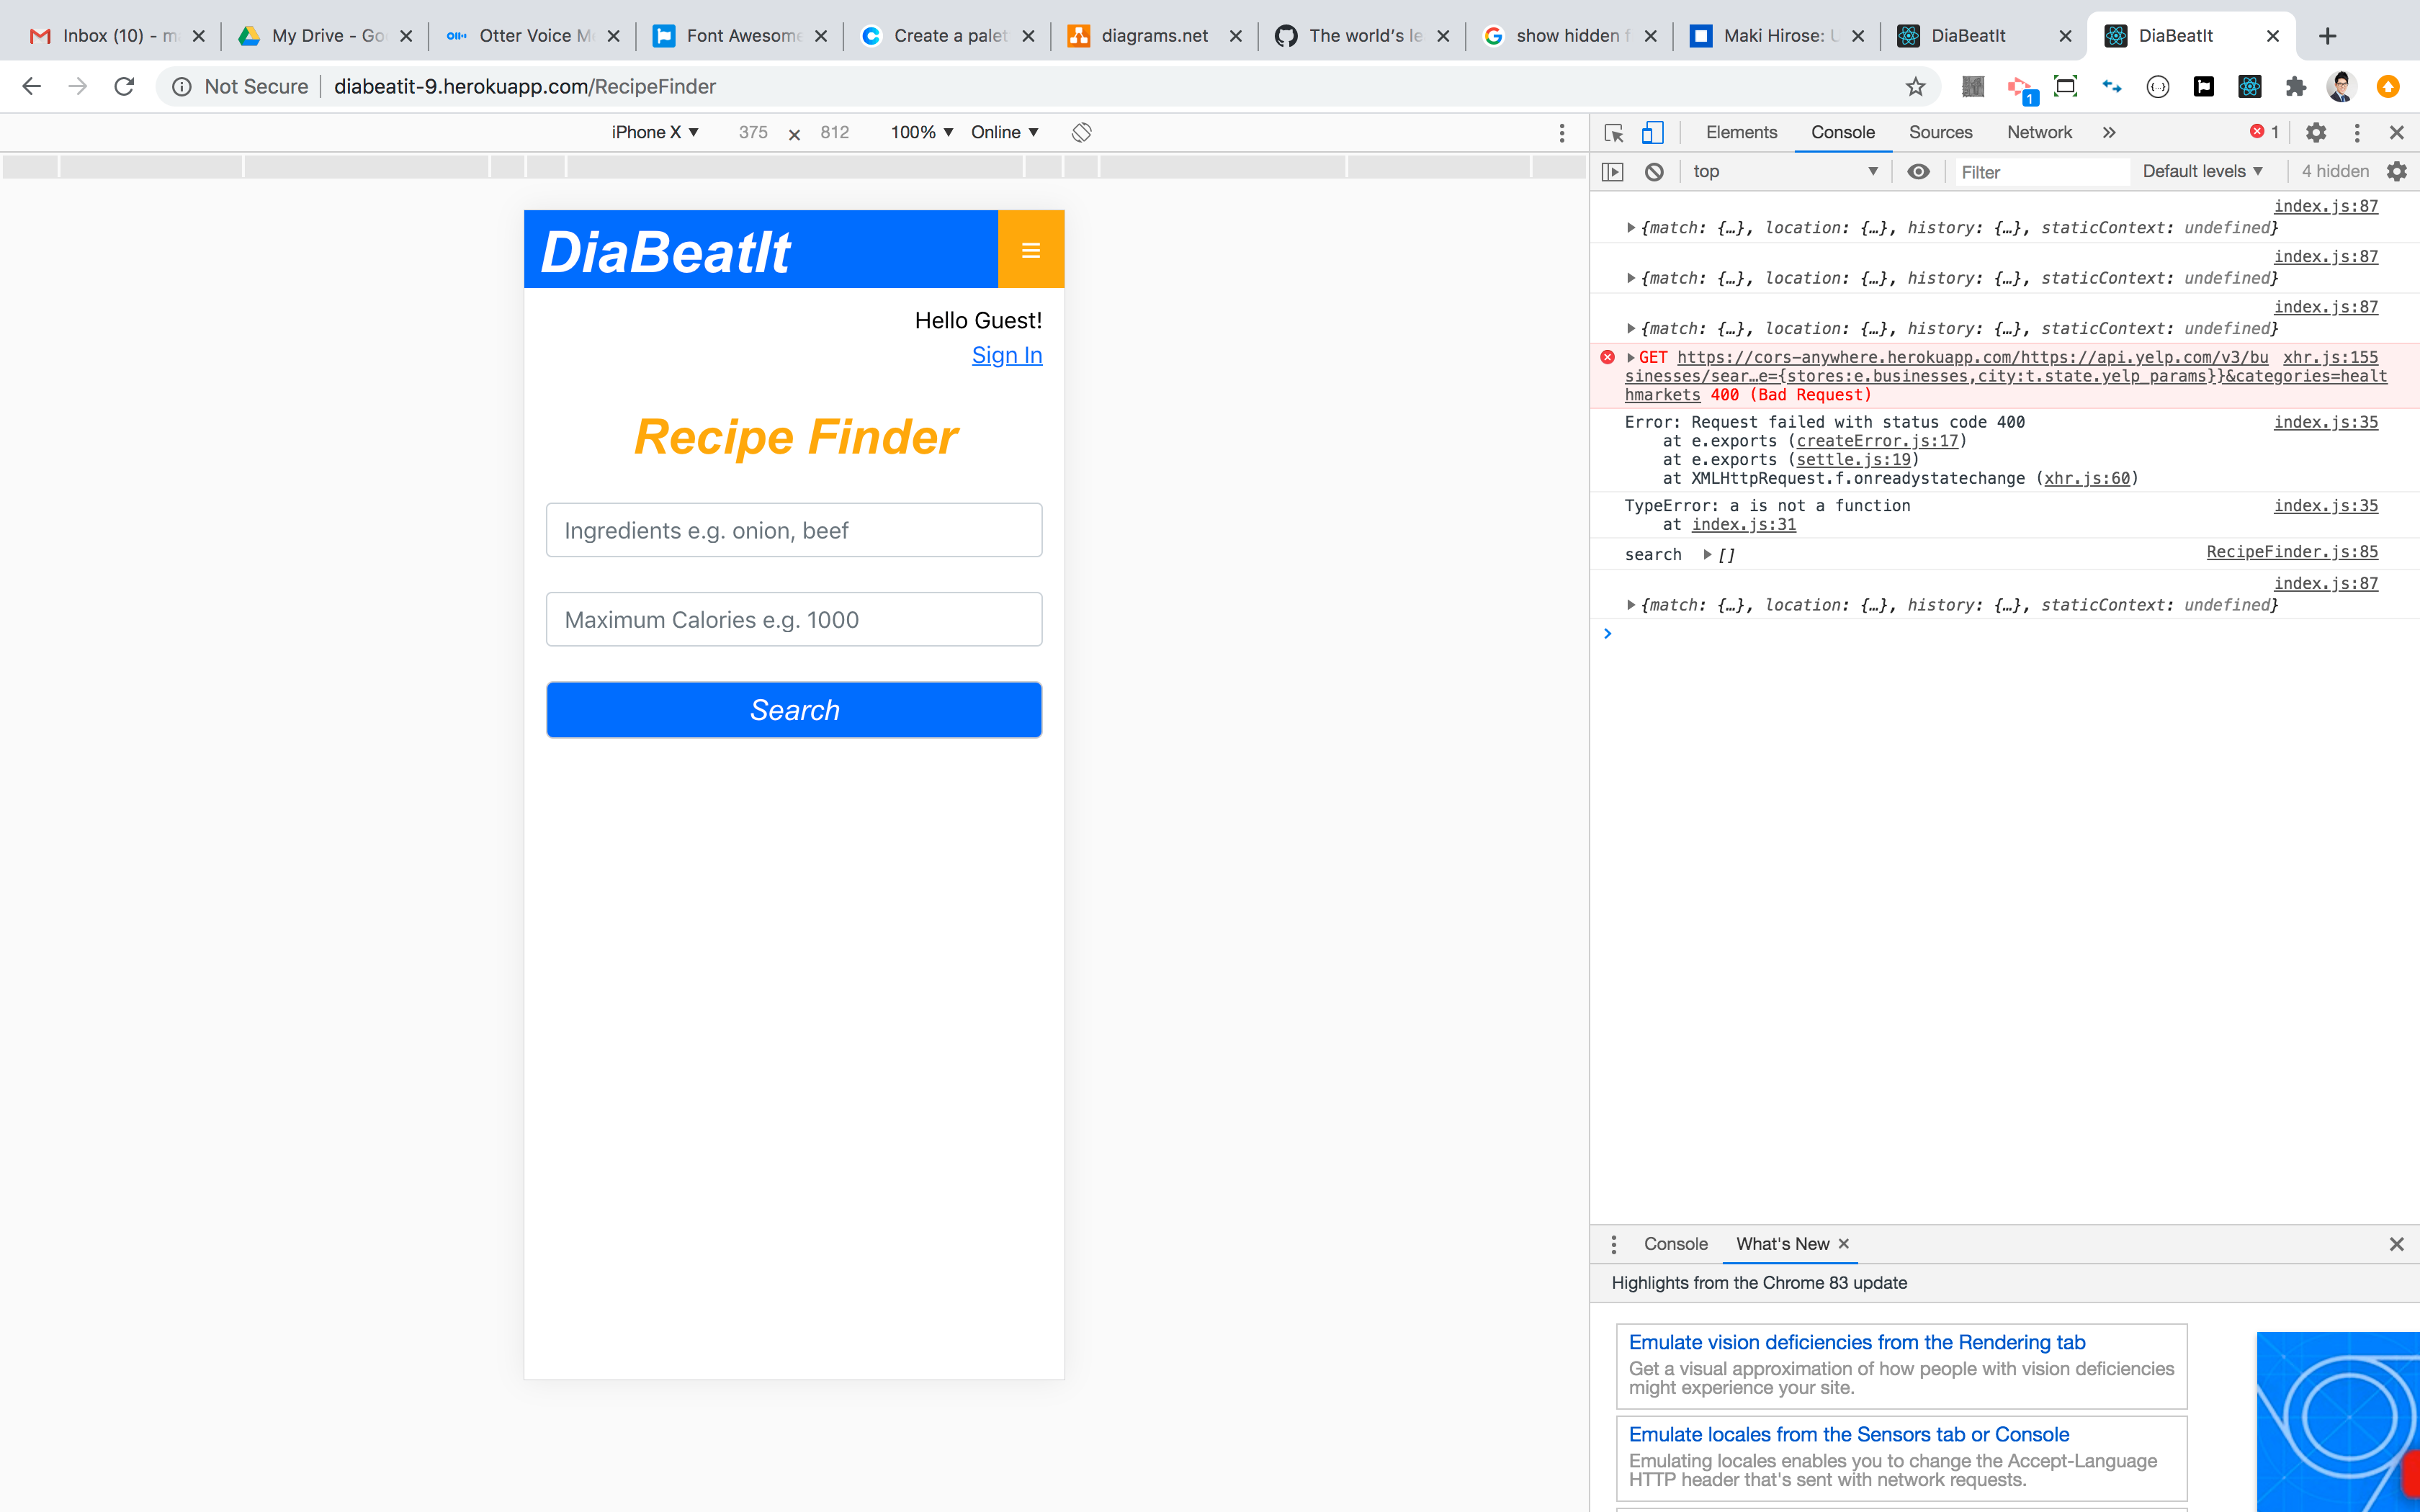 Inbox (10) - m
My Drive - Go
Otter Voice M
Font Awesome
Create a palet
diagrams.net
The world's le
show hidden f
Maki Hirose: U
DiaBeatIt
DiaBeatIt
Not Secure | diabeatit-9.herokuapp.com/RecipeFinder
iPhone X ▼ 375 × 812 100% ▼ Online ▼
DiaBeatIt
Hello Guest!
Sign In
Recipe Finder
Ingredients e.g. onion, beef
Maximum Calories e.g. 1000
Search
Elements Console Sources Network » 1
top ▼ Filter Default levels ▼ 4 hidden
index.js:87
{match: {…}, location: {…}, history: {…}, staticContext: undefined}
index.js:87
{match: {…}, location: {…}, history: {…}, staticContext: undefined}
index.js:87
{match: {…}, location: {…}, history: {…}, staticContext: undefined}
GET https://cors-anywhere.herokuapp.com/https://api.yelp.com/v3/bu xhr.js:155
sinesses/sear…e={stores:e.businesses,city:t.state.yelp_params}}&categories=healt
hmarkets 400 (Bad Request)
Error: Request failed with status code 400 index.js:35
at e.exports (createError.js:17)
at e.exports (settle.js:19)
at XMLHttpRequest.f.onreadystatechange (xhr.js:60)
TypeError: a is not a function index.js:35
at index.js:31
search [] RecipeFinder.js:85
index.js:87
{match: {…}, location: {…}, history: {…}, staticContext: undefined}
Console What's New
Highlights from the Chrome 83 update
Emulate vision deficiencies from the Rendering tab
Get a visual approximation of how people with vision deficiencies
might experience your site.
Emulate locales from the Sensors tab or Console
Emulating locales enables you to change the Accept-Language
HTTP header that's sent with network requests.